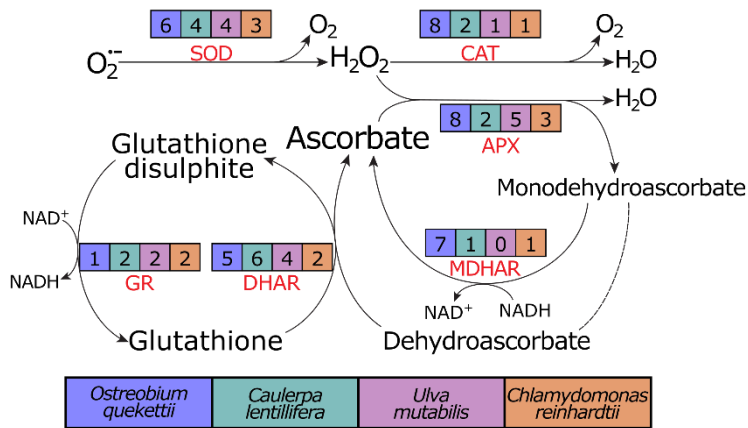 6 4 4 3
SOD
O₂
8 2 1 1
CAT
O₂
O₂•−
H₂O₂
H₂O
H₂O
8 2 5 3
APX
Ascorbate
Glutathione
disulphite
Monodehydroascorbate
NAD⁺
1 2 2 2
GR
5 6 4 2
DHAR
7 1 0 1
MDHAR
NADH
NAD⁺
NADH
Glutathione
Dehydroascorbate
Ostreobium
quekettii
Caulerpa
lentillifera
Ulva
mutabilis
Chlamydomonas
reinhardtii